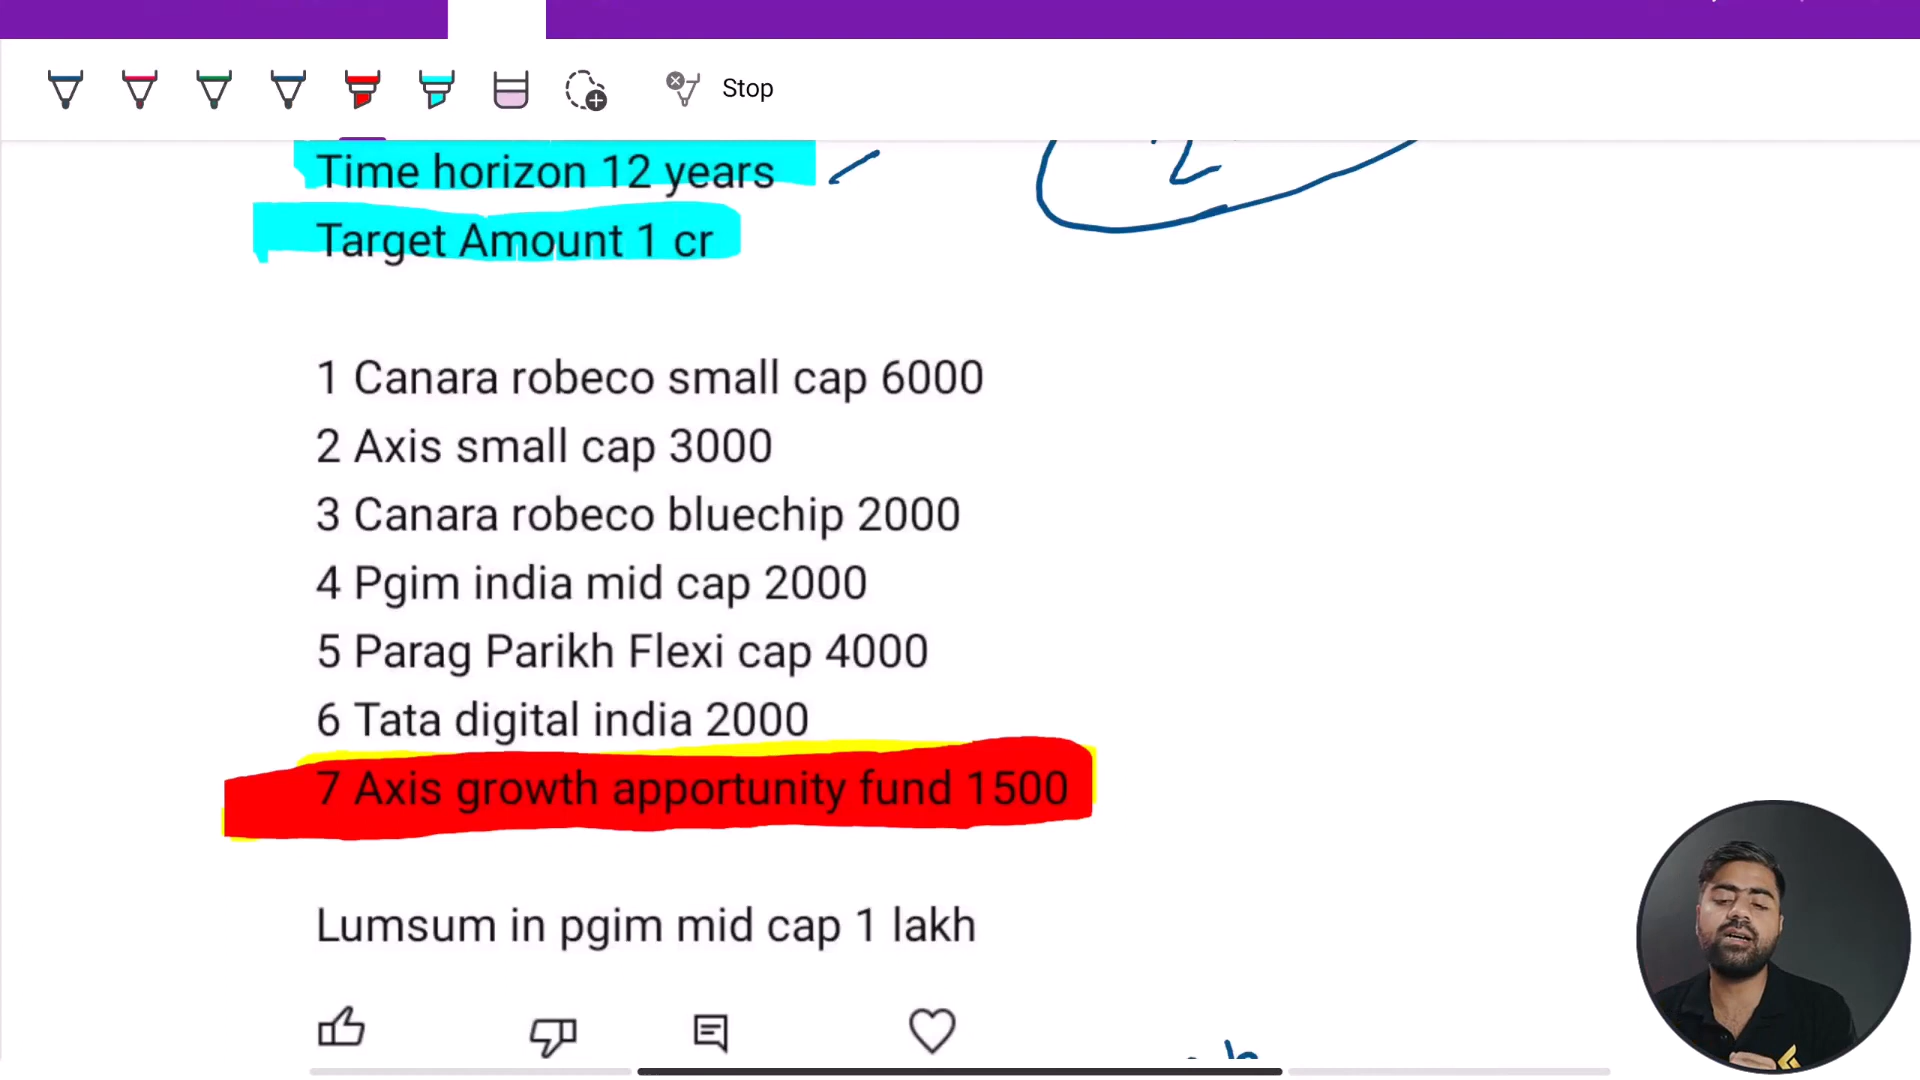 Stop
Time horizon 12 years
Target Amount 1 cr
1 Canara robeco small cap 6000
2 Axis small cap 3000
3 Canara robeco bluechip 2000
4 Pgim india mid cap 2000
5 Parag Parikh Flexi cap 4000
6 Tata digital india 2000
7 Axis growth apportunity fund 1500
Lumsum in pgim mid cap 1 lakh